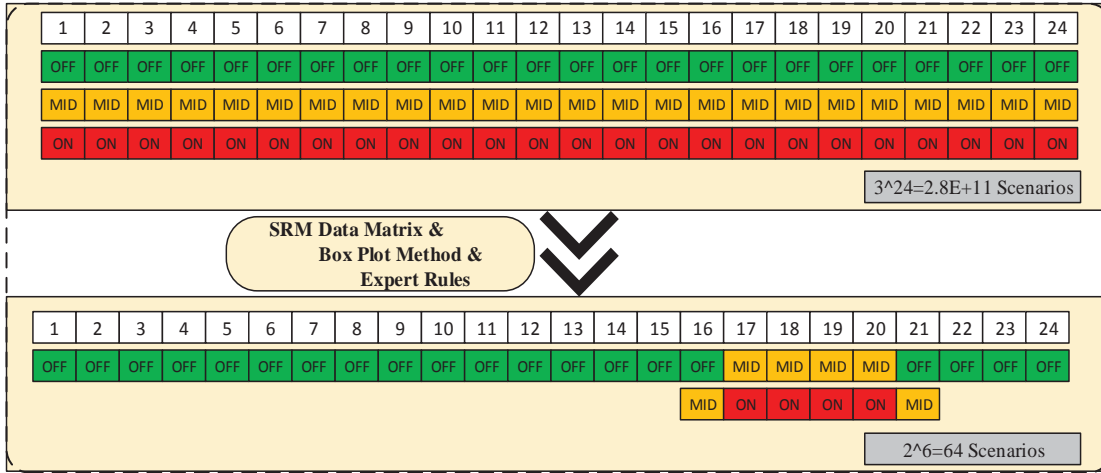 1 2 3 4 5 6 7 8 9 10 11 12 13 14 15 16 17 18 19 20 21 22 23 24
OFF OFF OFF OFF OFF OFF OFF OFF OFF OFF OFF OFF OFF OFF OFF OFF OFF OFF OFF OFF OFF OFF OFF OFF
MID MID MID MID MID MID MID MID MID MID MID MID MID MID MID MID MID MID MID MID MID MID MID MID
ON ON ON ON ON ON ON ON ON ON ON ON ON ON ON ON ON ON ON ON ON ON ON ON
3^24=2.8E+11 Scenarios
SRM Data Matrix &
Box Plot Method &
Expert Rules
1 2 3 4 5 6 7 8 9 10 11 12 13 14 15 16 17 18 19 20 21 22 23 24
OFF OFF OFF OFF OFF OFF OFF OFF OFF OFF OFF OFF OFF OFF OFF OFF MID MID MID MID OFF OFF OFF OFF
MID ON ON ON ON MID
2^6=64 Scenarios